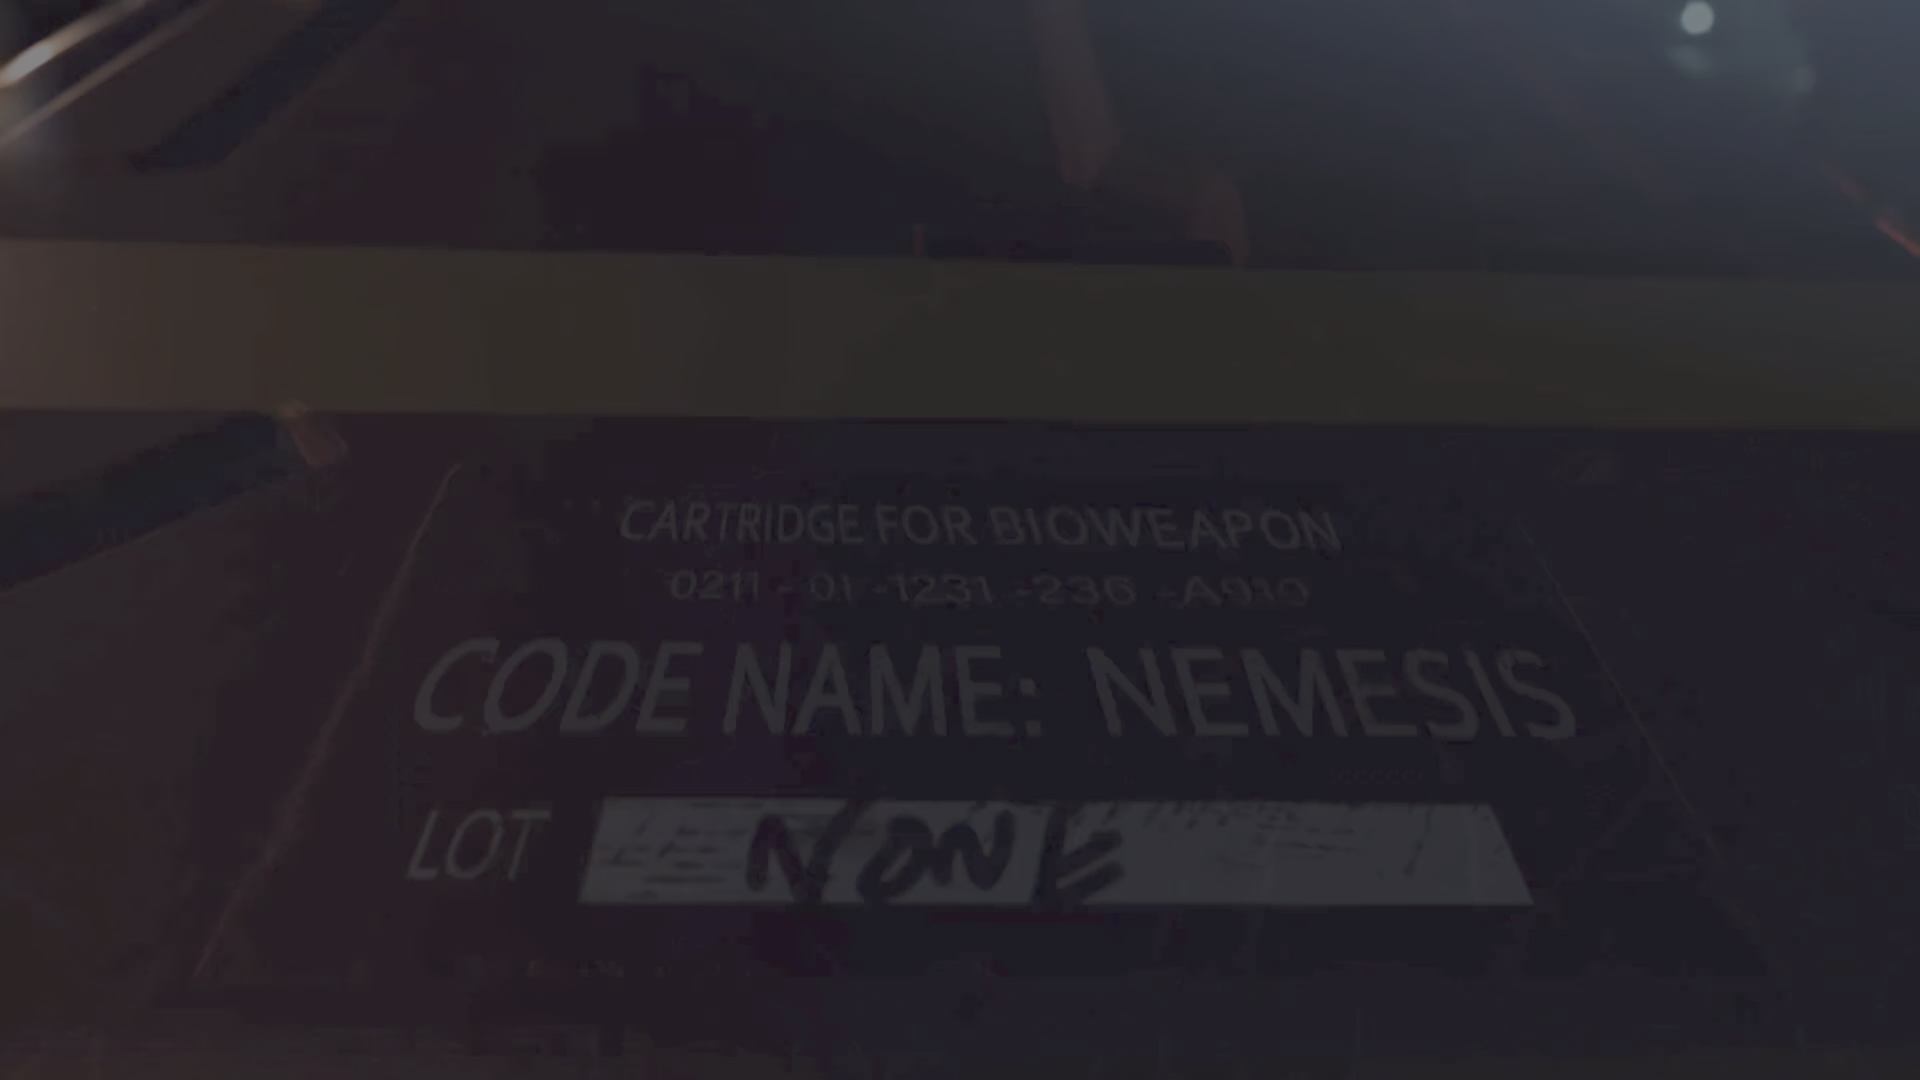 CARTRIDGE FOR BIOWEAPON
0211 - 01 -1231 -236 -A910
CODE NAME: NEMESIS
LOT NONE